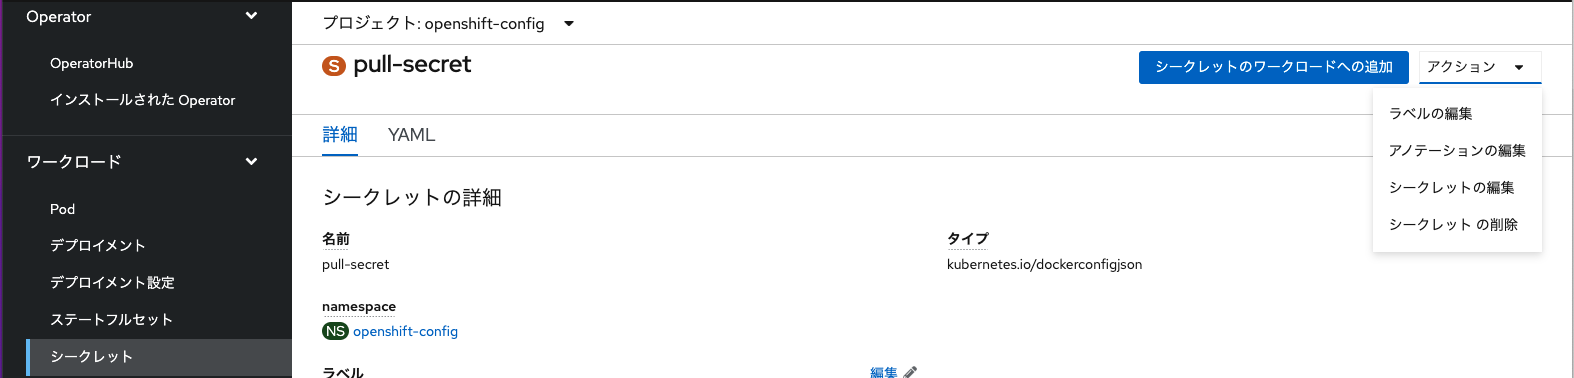 Operator
OperatorHub
インストールされた Operator
ワークロード
Pod
デプロイメント
デプロイメント設定
ステートフルセット
シークレット
プロジェクト: openshift-config
S pull-secret
シークレットのワークロードへの追加
アクション
ラベルの編集
アノテーションの編集
シークレットの編集
シークレット の削除
詳細 YAML
シークレットの詳細
名前
pull-secret
タイプ
kubernetes.io/dockerconfigjson
namespace
NS openshift-config
ラベル
編集